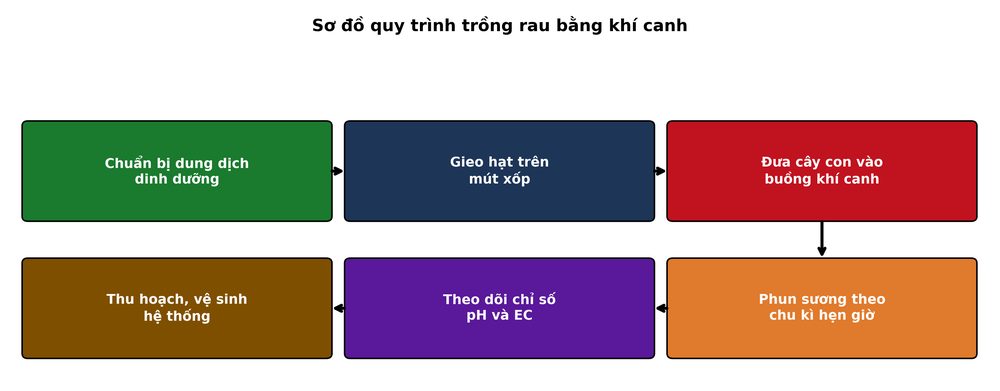 Sơ đồ quy trình trồng rau bằng khí canh
Chuẩn bị dung dịch
dinh dưỡng
Gieo hạt trên
mút xốp
Đưa cây con vào
buồng khí canh
Phun sương theo
chu kì hẹn giờ
Theo dõi chỉ số
pH và EC
Thu hoạch, vệ sinh
hệ thống